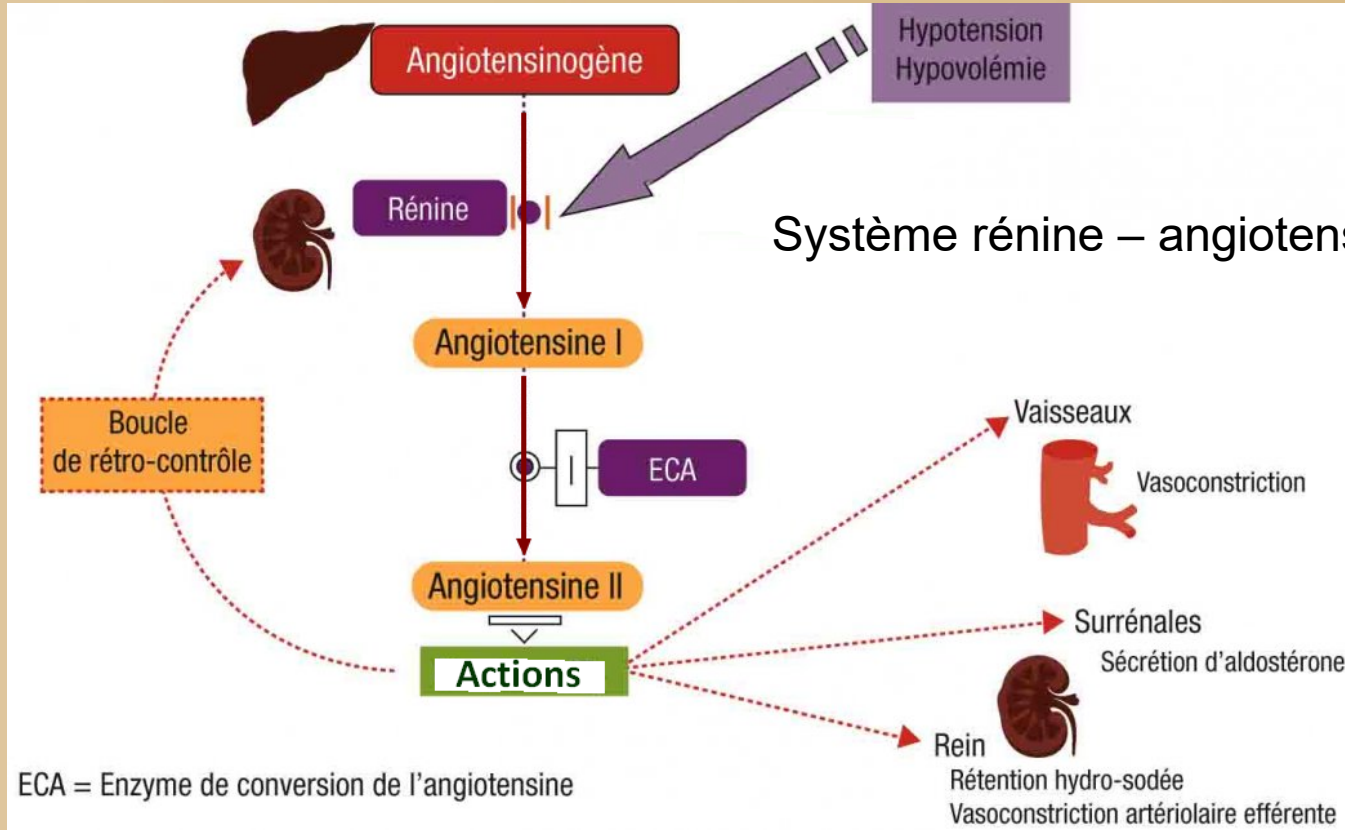 Angiotensinogène
Hypotension
Hypovolémie
Rénine
Système rénine – angiotens
Angiotensine I
Boucle
de rétro-contrôle
ECA
Vaisseaux
Vasoconstriction
Angiotensine II
Actions
Surrénales
Sécrétion d'aldostérone
Rein
Rétention hydro-sodée
Vasoconstriction artériolaire efférente
ECA = Enzyme de conversion de l'angiotensine